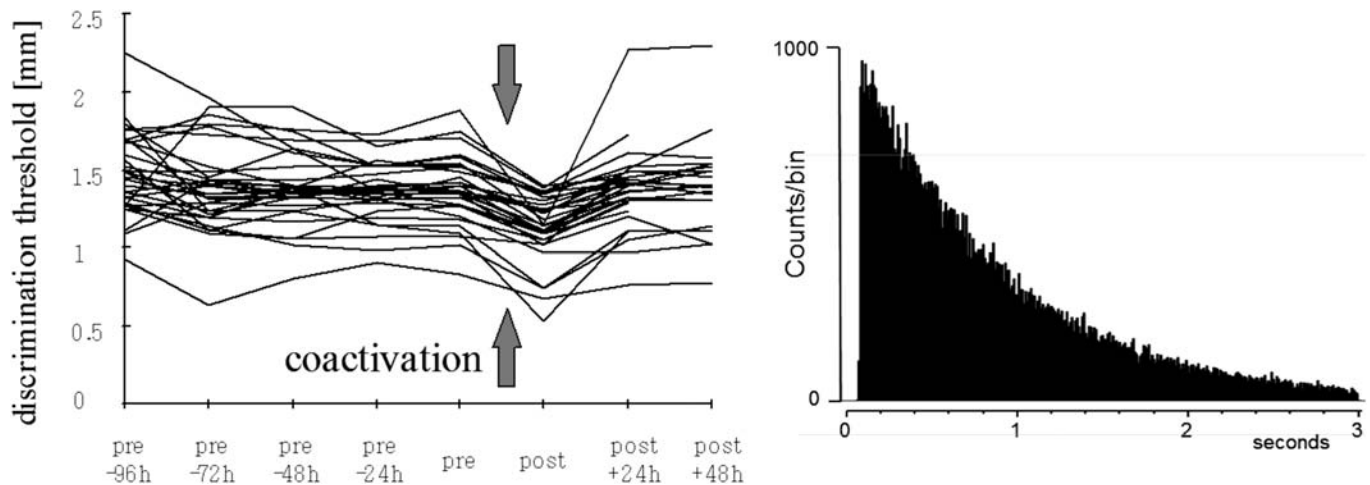 discrimination threshold [mm]
2.5
2
1.5
1
0.5
0
coactivation
pre
-96h
pre
-72h
pre
-48h
pre
-24h
pre
post
post
+24h
post
+48h
Counts/bin
1000
0
0
1
2
3
seconds